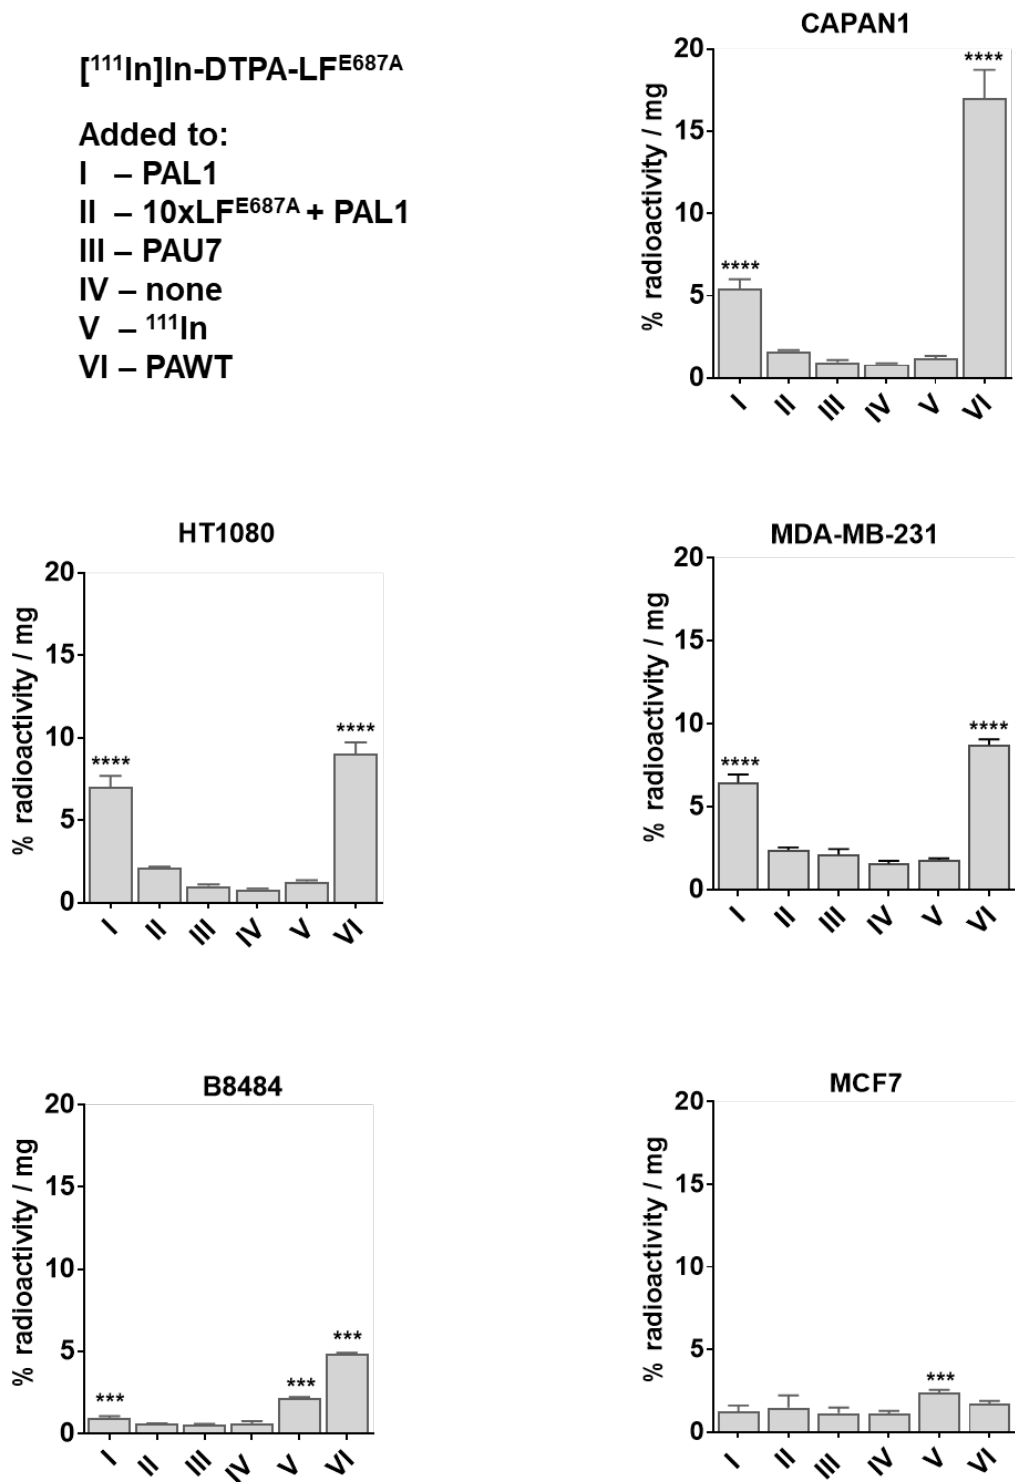 [¹¹¹In]In-DTPA-LFᴱ⁶⁸⁷ᴬ
Added to:
I – PAL1
II – 10xLFᴱ⁶⁸⁷ᴬ + PAL1
III – PAU7
IV – none
V – ¹¹¹In
VI – PAWT
CAPAN1
% radioactivity / mg
20
15
10
5
0
****
****
I II III IV V VI
HT1080
% radioactivity / mg
20
15
10
5
0
****
****
I II III IV V VI
MDA-MB-231
% radioactivity / mg
20
15
10
5
0
****
****
I II III IV V VI
B8484
% radioactivity / mg
20
15
10
5
0
***
***
***
I II III IV V VI
MCF7
% radioactivity / mg
20
15
10
5
0
***
I II III IV V VI